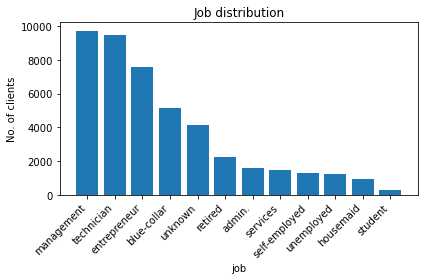 Job distribution
No. of clients
10000
8000
6000
4000
2000
0
management
technician
entrepreneur
blue-collar
unknown
retired
admin.
services
self-employed
unemployed
housemaid
student
job